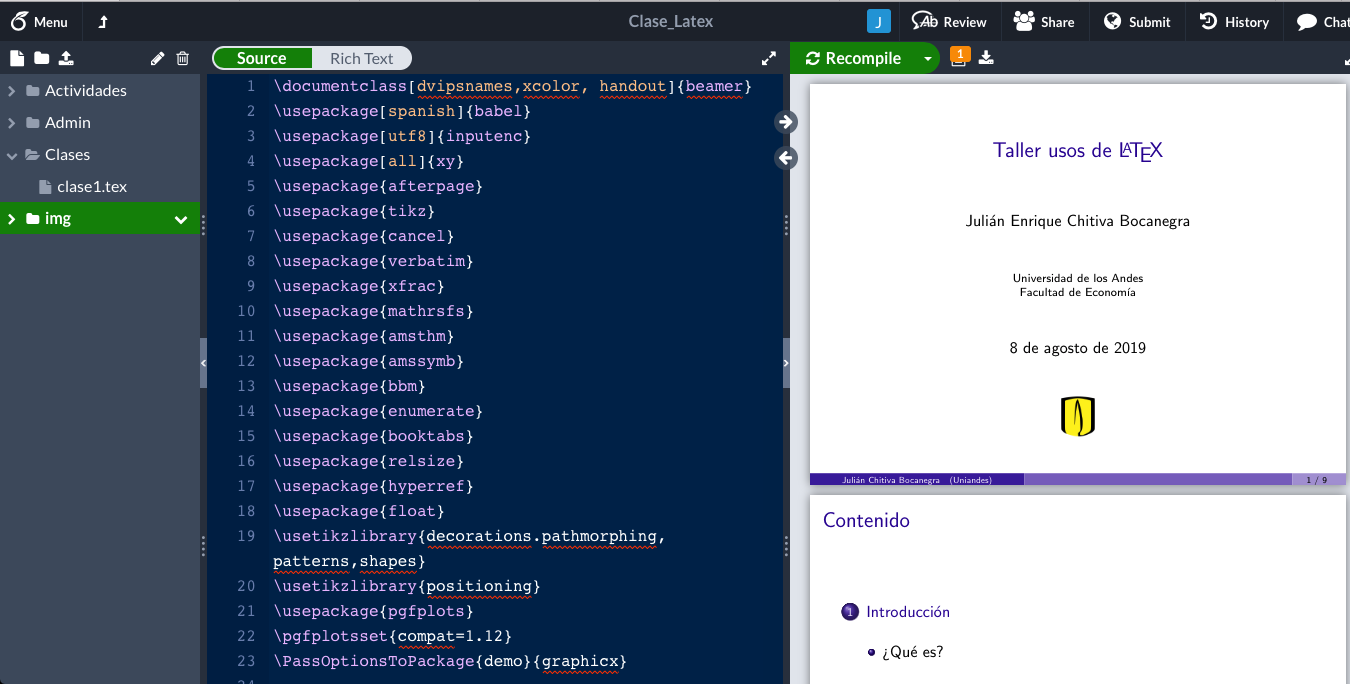 Menu
Clase_Latex
J
Ab Review
Share
Submit
History
Chat
Source
Rich Text
Recompile
1
Actividades
Admin
Clases
clase1.tex
img
1 \documentclass[dvipsnames,xcolor, handout]{beamer}
2 \usepackage[spanish]{babel}
3 \usepackage[utf8]{inputenc}
4 \usepackage[all]{xy}
5 \usepackage{afterpage}
6 \usepackage{tikz}
7 \usepackage{cancel}
8 \usepackage{verbatim}
9 \usepackage{xfrac}
10 \usepackage{mathrsfs}
11 \usepackage{amsthm}
12 \usepackage{amssymb}
13 \usepackage{bbm}
14 \usepackage{enumerate}
15 \usepackage{booktabs}
16 \usepackage{relsize}
17 \usepackage{hyperref}
18 \usepackage{float}
19 \usetikzlibrary{decorations.pathmorphing,
patterns,shapes}
20 \usetikzlibrary{positioning}
21 \usepackage{pgfplots}
22 \pgfplotsset{compat=1.12}
23 \PassOptionsToPackage{demo}{graphicx}
Taller usos de LATEX
Julián Enrique Chitiva Bocanegra
Universidad de los Andes
Facultad de Economía
8 de agosto de 2019
Julián Chitiva Bocanegra (Uniandes)
1 / 9
Contenido
1 Introducción
¿Qué es?